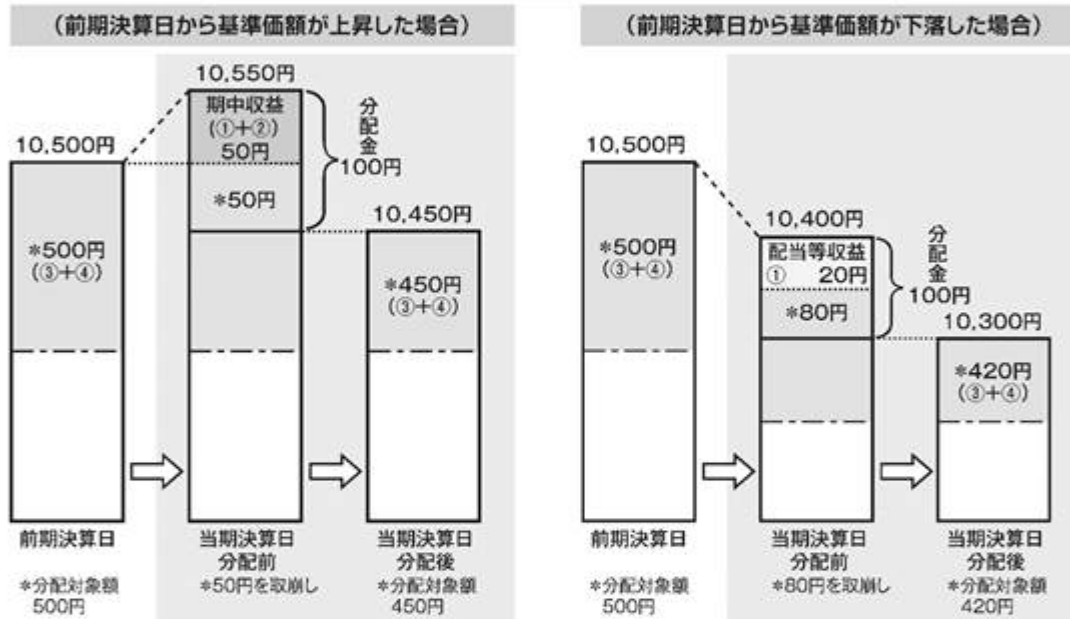 (前期決算日から基準価額が上昇した場合)
10,550円
期中収益
(①+②)
50円
*50円
分配金
100円
10,500円
*500円
(③+④)
10,450円
*450円
(③+④)
前期決算日
当期決算日
分配前
当期決算日
分配後
*分配対象額
500円
*50円を取崩し
*分配対象額
450円
(前期決算日から基準価額が下落した場合)
10,500円
*500円
(③+④)
10,400円
配当等収益
① 20円
*80円
分配金
100円
10,300円
*420円
(③+④)
前期決算日
当期決算日
分配前
当期決算日
分配後
*分配対象額
500円
*80円を取崩し
*分配対象額
420円